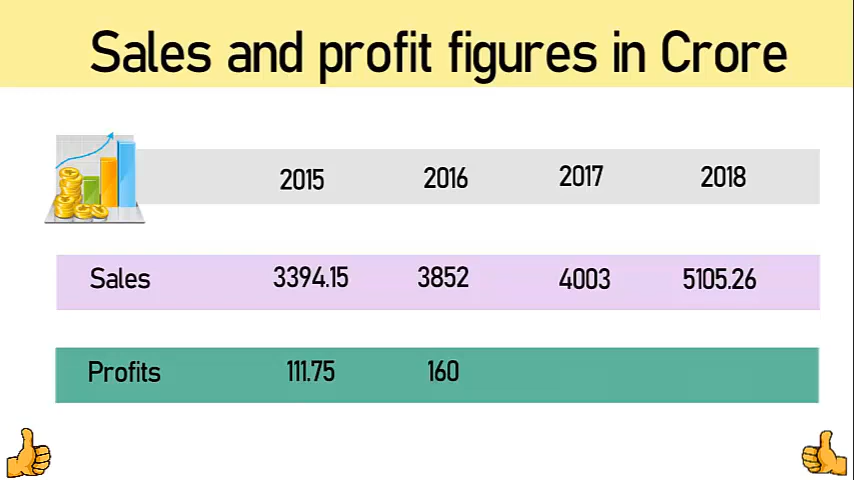 Sales and profit figures in Crore
2015 2016 2017 2018
Sales 3394.15 3852 4003 5105.26
Profits 111.75 160